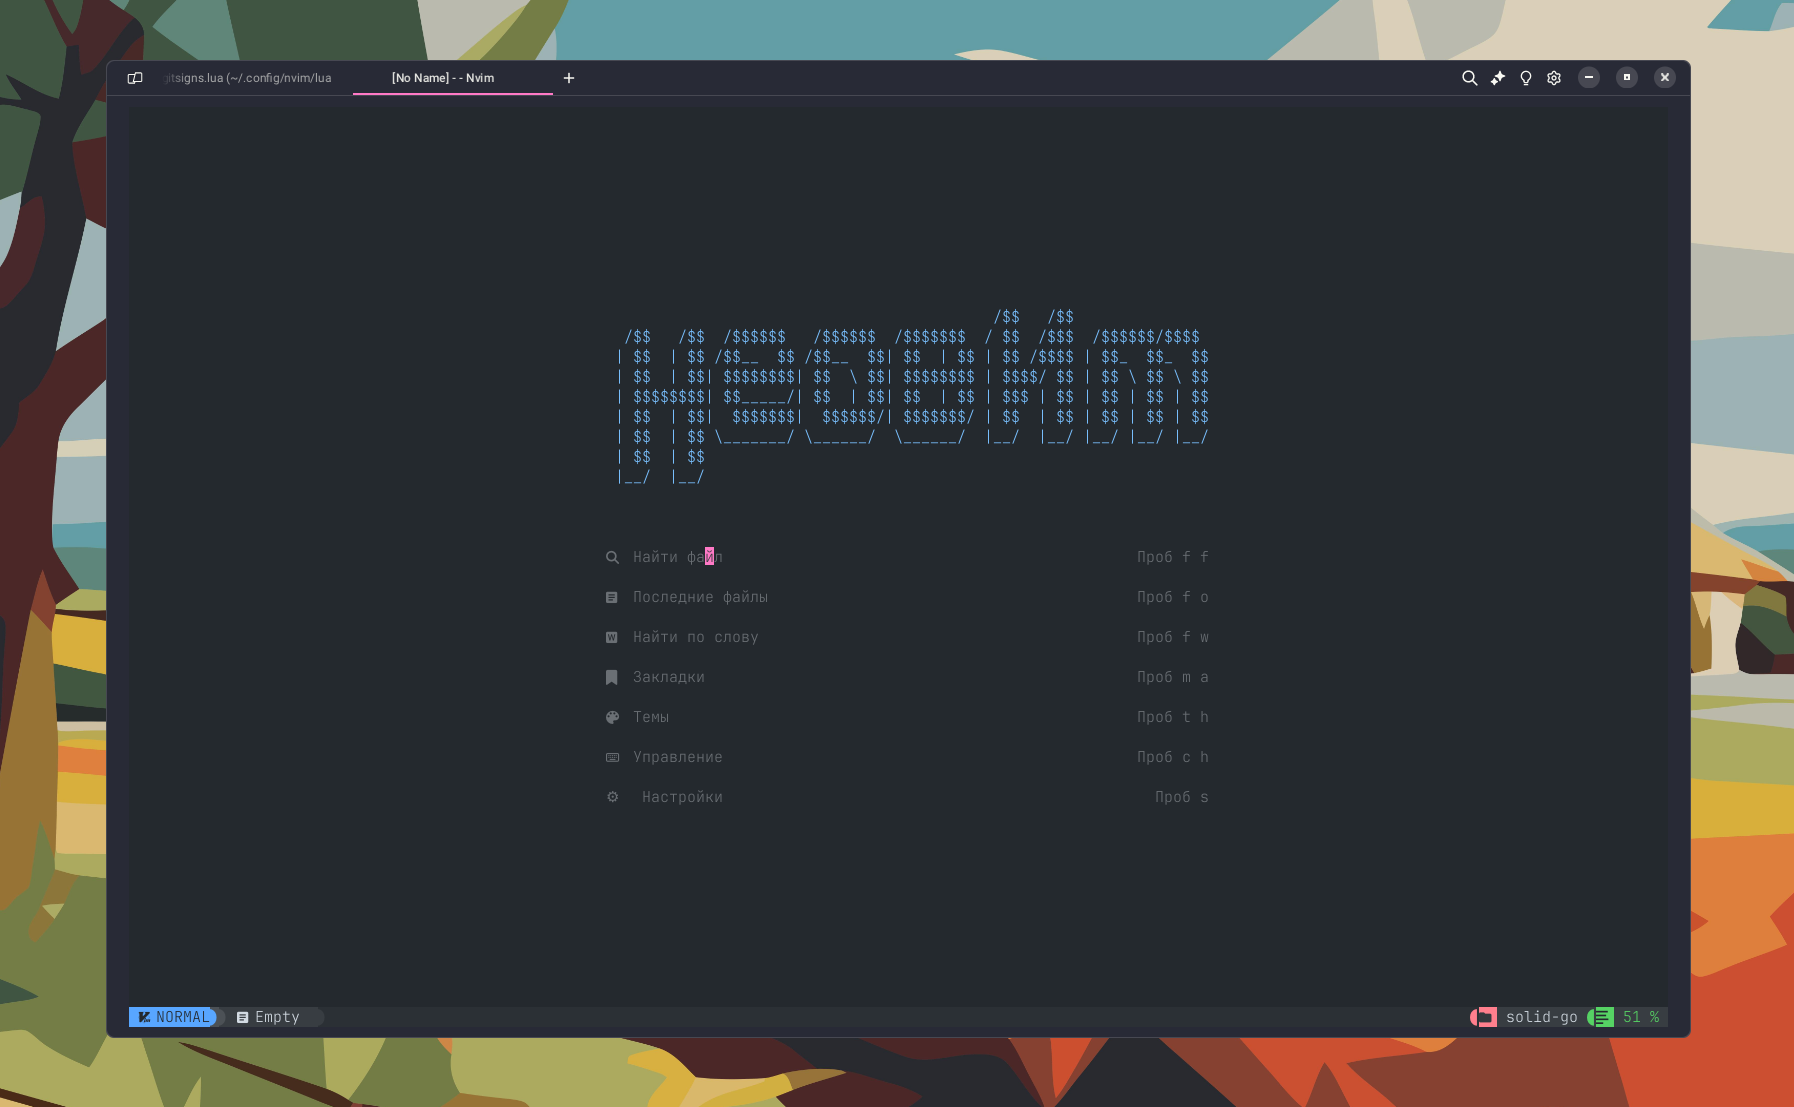 gitsigns.lua (~/.config/nvim/lua
[No Name] - - Nvim
                                          /$$   /$$
 /$$   /$$  /$$$$$$   /$$$$$$  /$$$$$$$  / $$  /$$$  /$$$$$$/$$$$
| $$  | $$ /$$__  $$ /$$__  $$| $$  | $$ | $$ /$$$$ | $$_  $$_  $$
| $$  | $$| $$$$$$$$| $$  \ $$| $$$$$$$$ | $$$$/ $$ | $$ \ $$ \ $$
| $$$$$$$$| $$_____/| $$  | $$| $$  | $$ | $$$ | $$ | $$ | $$ | $$
| $$  | $$|  $$$$$$$|  $$$$$$/| $$$$$$$/ | $$  | $$ | $$ | $$ | $$
| $$  | $$ \_______/ \______/  \______/  |__/  |__/ |__/ |__/ |__/
| $$  | $$
|__/  |__/
Найти файл Проб f f
Последние файлы Проб f o
Найти по слову Проб f w
Закладки Проб m a
Темы Проб t h
Управление Проб c h
Настройки Проб s
NORMAL Empty solid-go 51 %